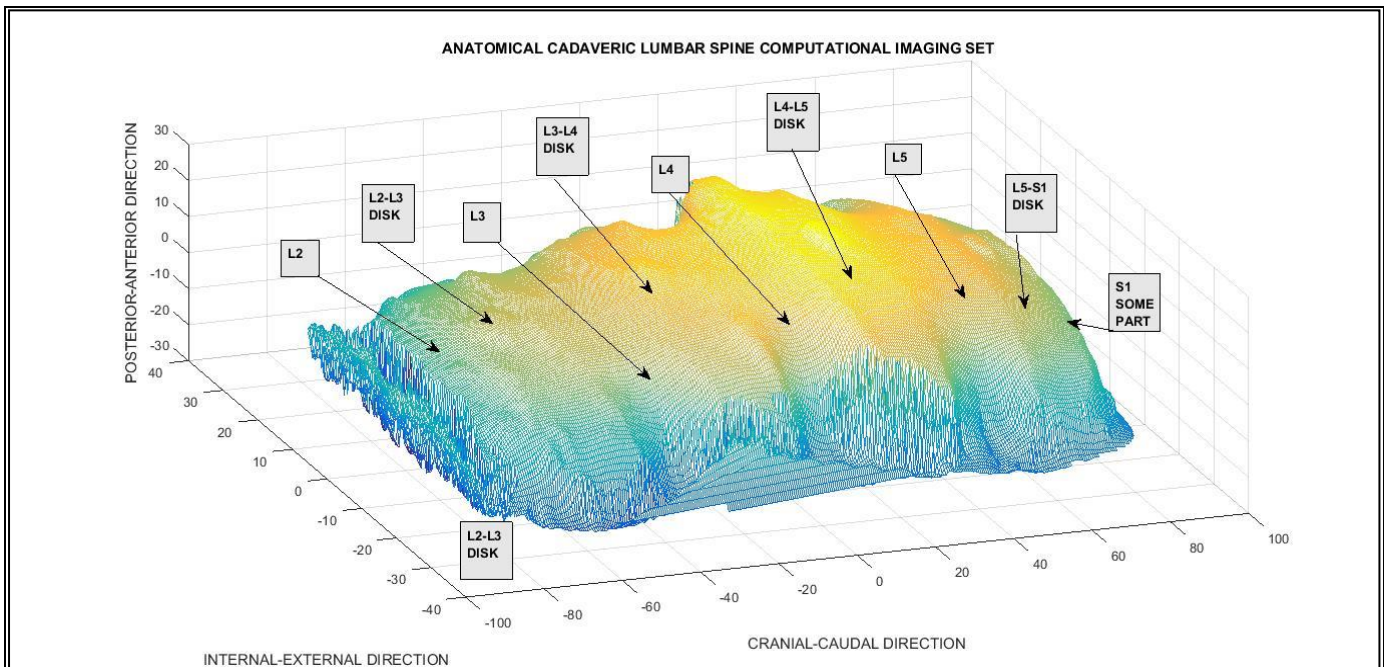 ANATOMICAL CADAVERIC LUMBAR SPINE COMPUTATIONAL IMAGING SET
L4-L5
DISK
L3-L4
DISK
L4
L5
L5-S1
DISK
L2-L3
DISK
L3
L2
S1
SOME
PART
L2-L3
DISK
POSTERIOR-ANTERIOR DIRECTION
30
20
10
0
-10
-20
-30
40
30
20
10
0
-10
-20
-30
-40
-100
-80
-60
-40
-20
0
20
40
60
80
100
CRANIAL-CAUDAL DIRECTION
INTERNAL-EXTERNAL DIRECTION